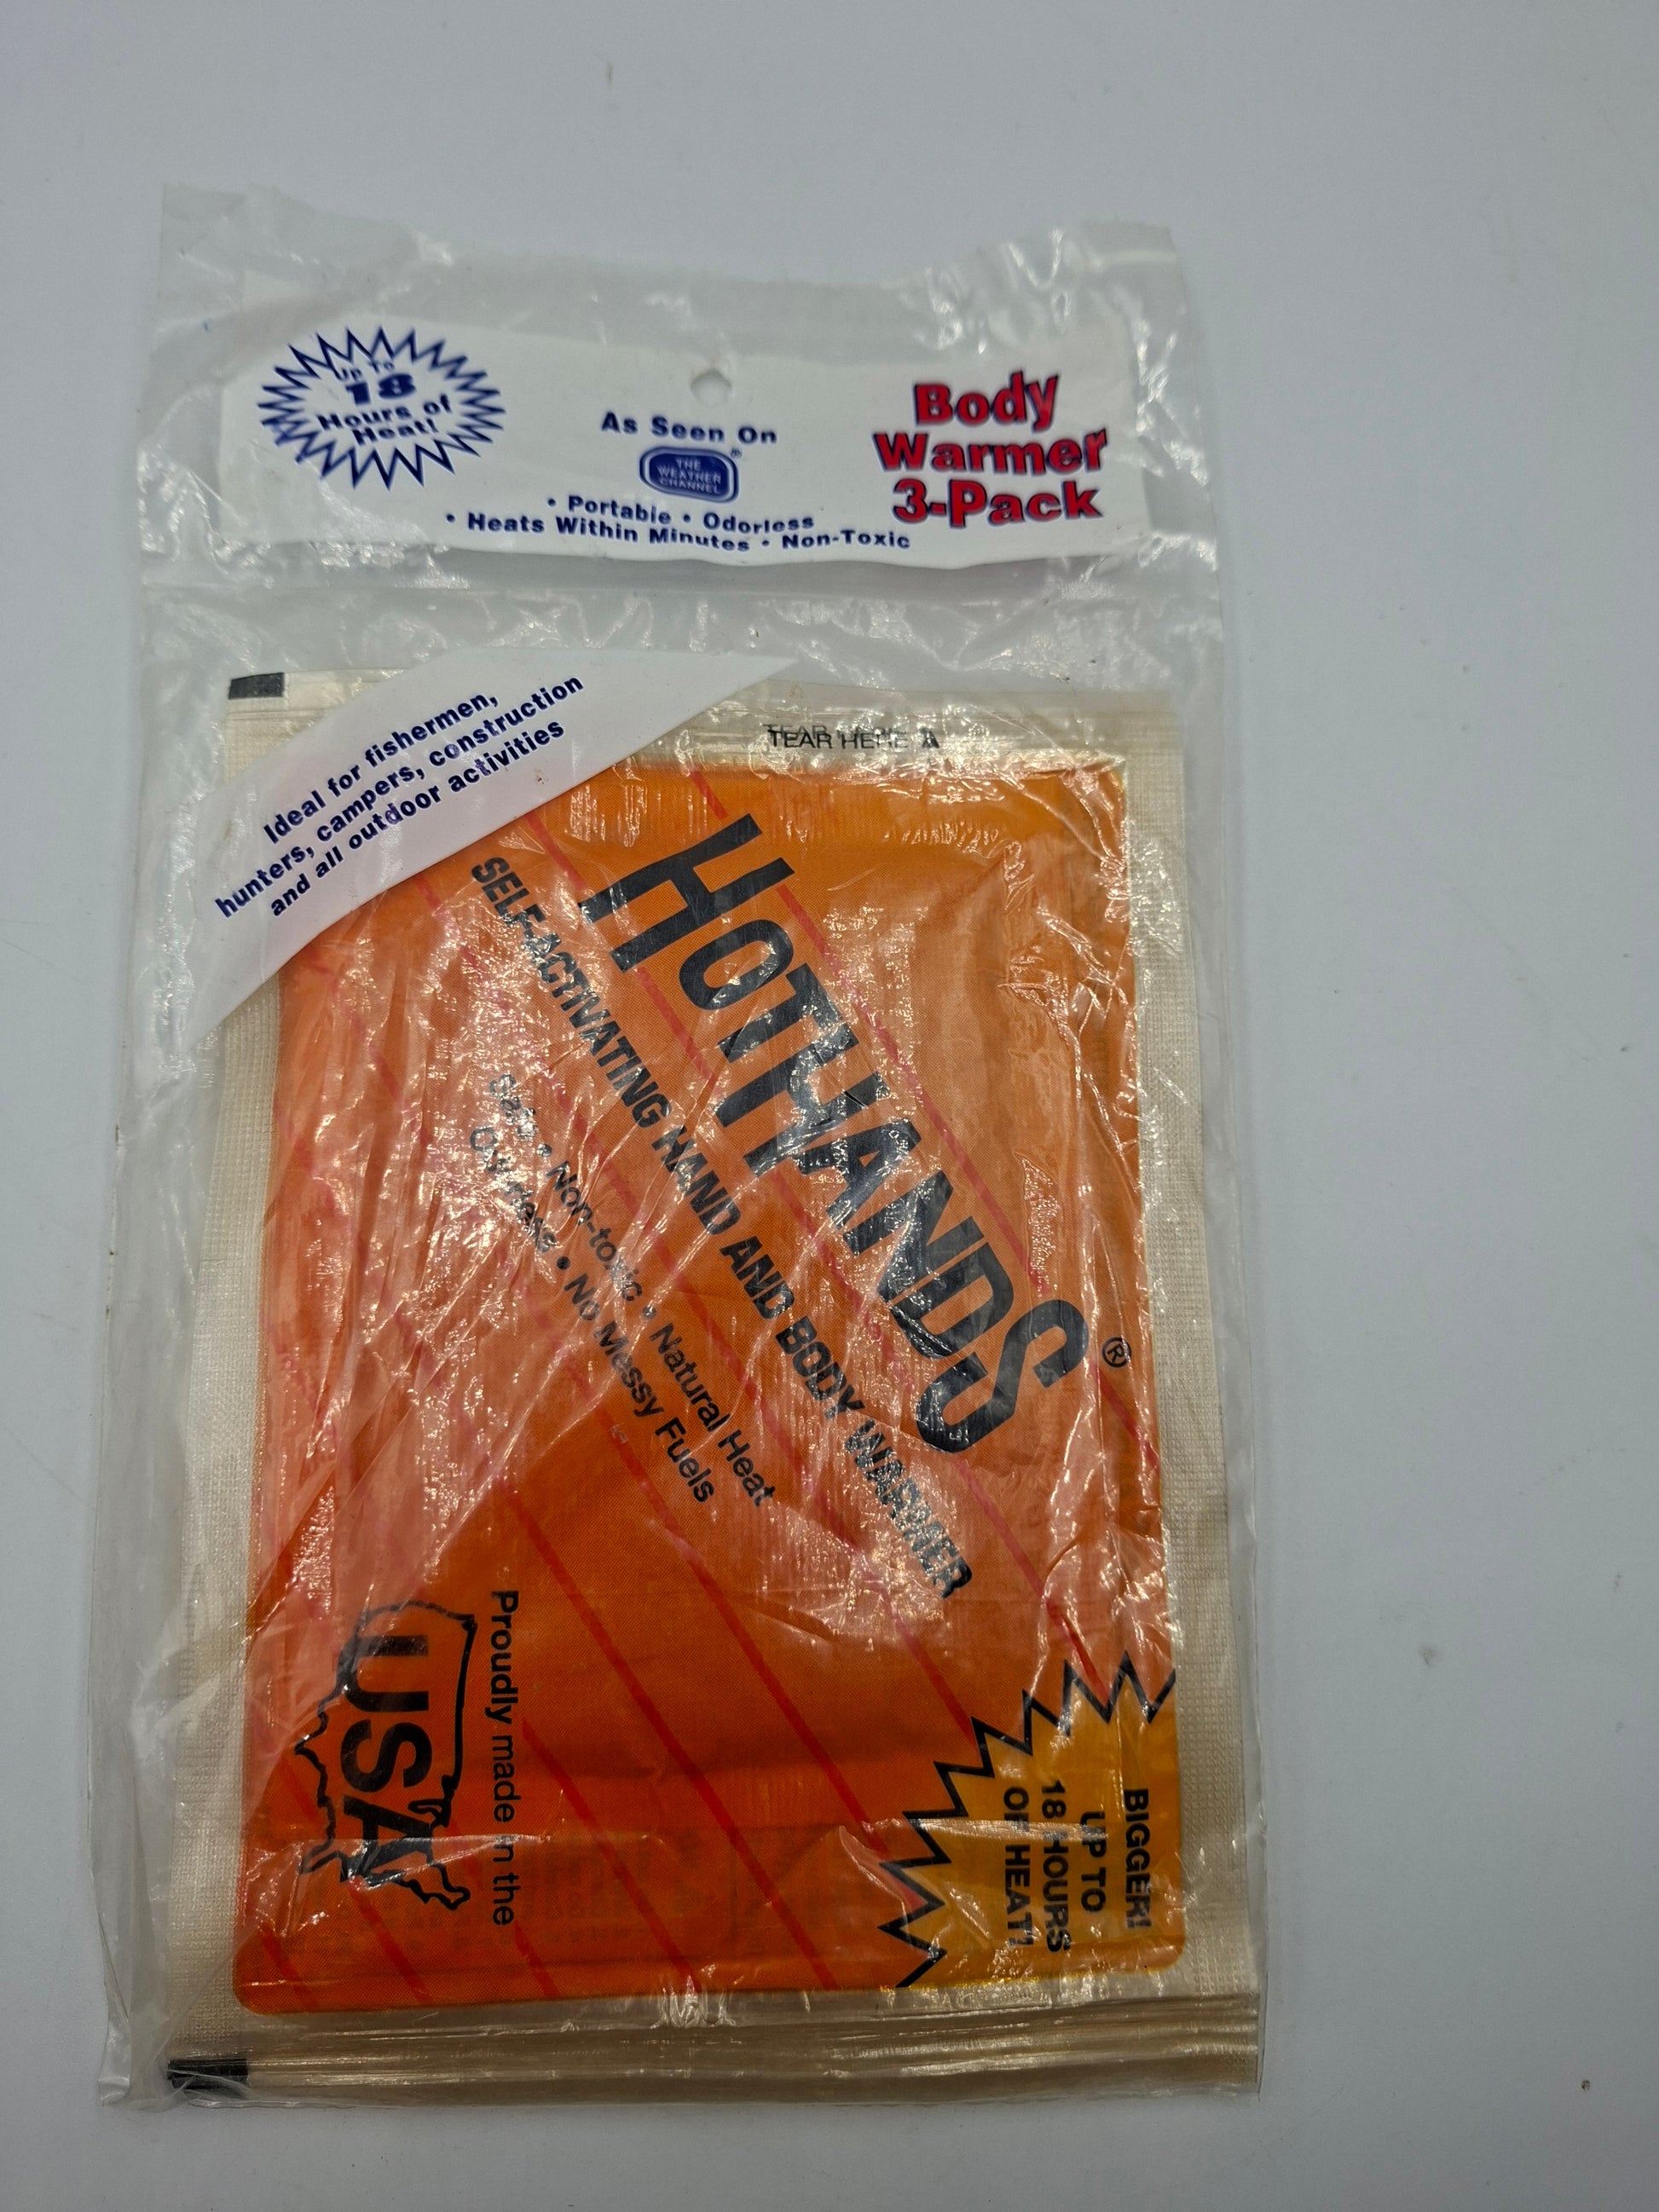 Up To
18
Hours of
Heat!
As Seen On
THE
WEATHER
CHANNEL
®
• Portable • Odorless
• Heats Within Minutes • Non-Toxic
Body
Warmer
3-Pack
Ideal for fishermen,
hunters, campers, construction
and all outdoor activities
TEAR HERE
HOTHANDS®
SELF-ACTIVATING HAND AND BODY WARMER
Safe • Non-toxic • Natural Heat
Odorless • No Messy Fuels
Proudly made in the
USA
BIGGER!
UP TO
18 HOURS
OF HEAT!